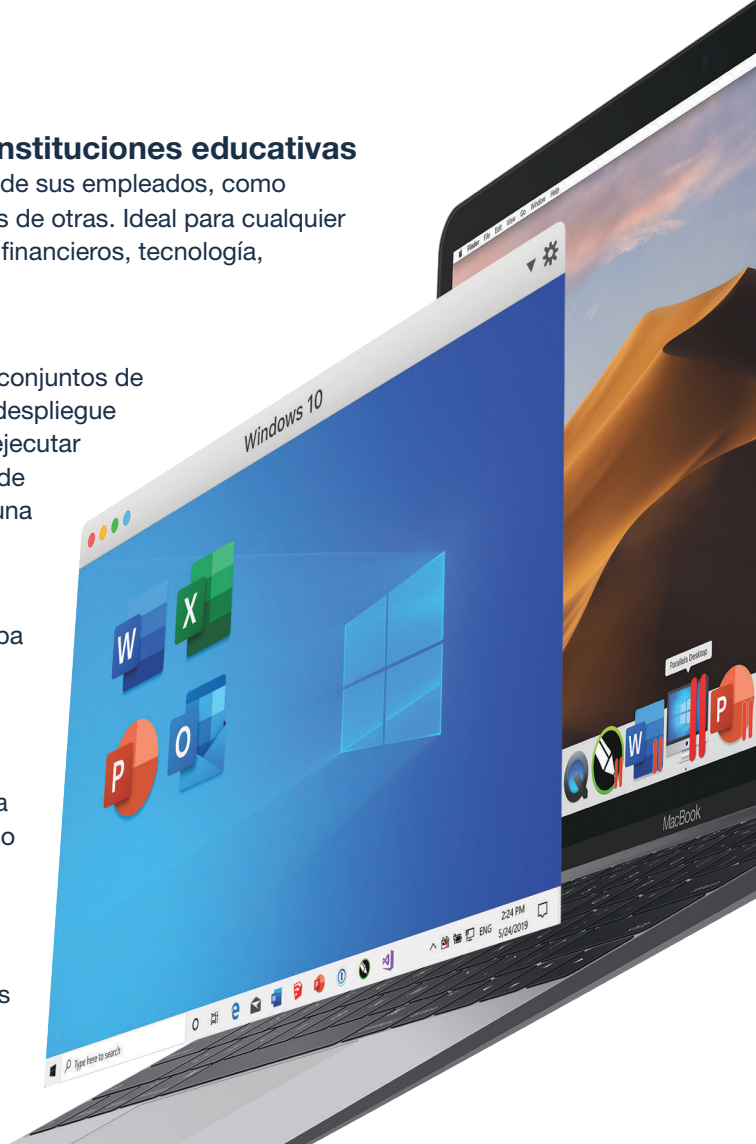 nstituciones educativas
de sus empleados, como
s de otras. Ideal para cualquier
financieros, tecnología,
conjuntos de
despliegue
ejecutar
de
una
pa
a
o
s
Finder File Edit View Go Window Help
Windows 10
W X
P O
Parallels Desktop
W P
MacBook
Type here to search
ENG
2:24 PM
5/24/2019